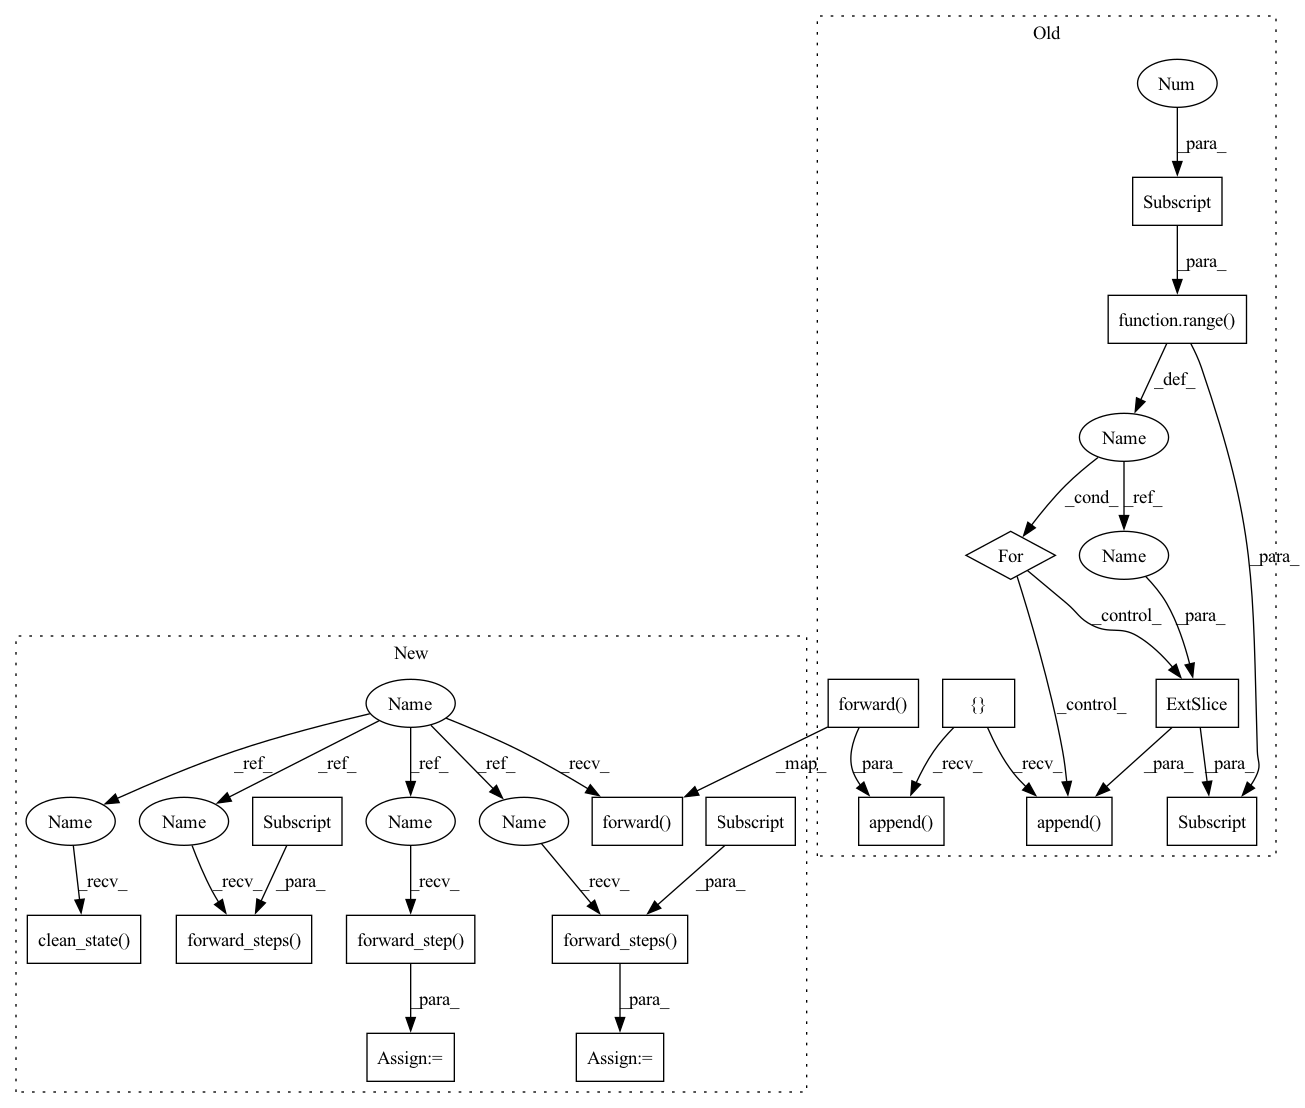 Old
Num
_para_
Subscript
_para_
function.range()
_def_
Name
_cond_
_ref_
_para_
For
Name
_control_
_para_
New
Name
forward()
{}
_control_
ExtSlice
_ref_
_ref_
_ref_
_ref_
_recv_
_map_
_para_
_recv_
_recv_
_para_
_para_
Name
Name
Subscript
Name
Name
forward()
Subscript
append()
append()
Subscript
_recv_
_recv_
_para_
_recv_
_recv_
_para_
clean_state()
forward_steps()
forward_step()
forward_steps()
_para_
_para_
Assign:=
Assign:=